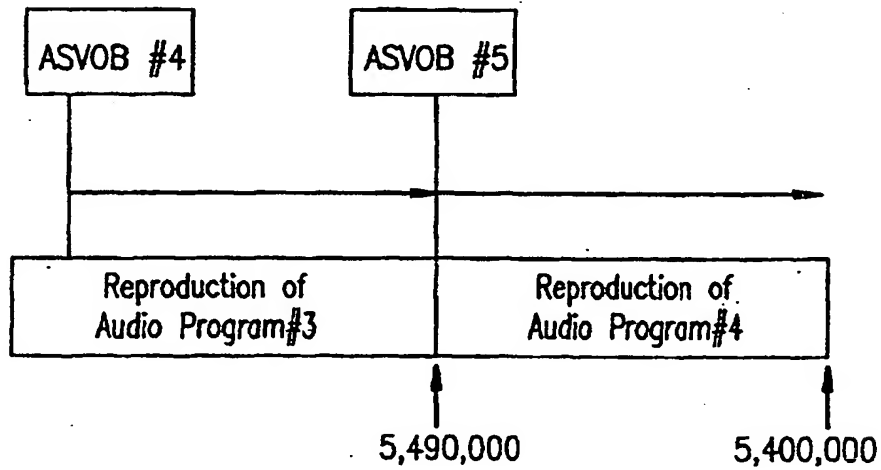 ASVOB #4
ASVOB #5
Reproduction of
Audio Program#3
Reproduction of
Audio Program#4
5,490,000
5,400,000